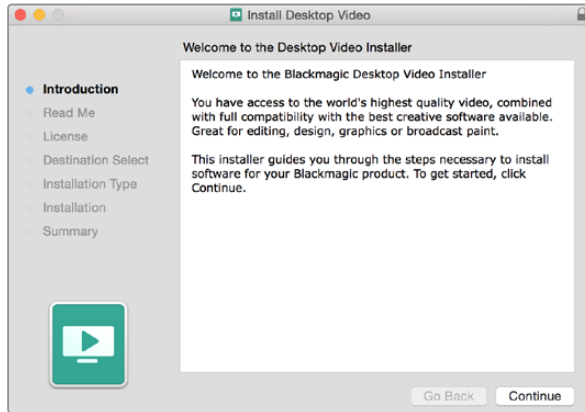 Install Desktop Video
Welcome to the Desktop Video Installer
Introduction
Read Me
License
Destination Select
Installation Type
Installation
Summary
Welcome to the Blackmagic Desktop Video Installer
You have access to the world's highest quality video, combined
with full compatibility with the best creative software available.
Great for editing, design, graphics or broadcast paint.
This installer guides you through the steps necessary to install
software for your Blackmagic product. To get started, click
Continue.
Go Back
Continue